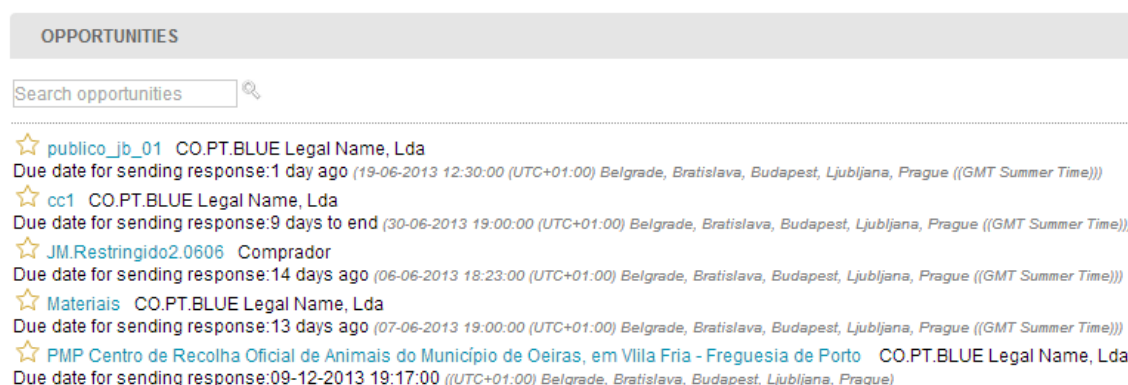 OPPORTUNITIES
Search opportunities
publico_jb_01 CO.PT.BLUE Legal Name, Lda
Due date for sending response:1 day ago (19-06-2013 12:30:00 (UTC+01:00) Belgrade, Bratislava, Budapest, Ljubljana, Prague ((GMT Summer Time)))
cc1 CO.PT.BLUE Legal Name, Lda
Due date for sending response:9 days to end (30-06-2013 19:00:00 (UTC+01:00) Belgrade, Bratislava, Budapest, Ljubljana, Prague ((GMT Summer Time))
JM.Restringido2.0606 Comprador
Due date for sending response:14 days ago (06-06-2013 18:23:00 (UTC+01:00) Belgrade, Bratislava, Budapest, Ljubljana, Prague ((GMT Summer Time)))
Materiais CO.PT.BLUE Legal Name, Lda
Due date for sending response:13 days ago (07-06-2013 19:00:00 (UTC+01:00) Belgrade, Bratislava, Budapest, Ljubljana, Prague ((GMT Summer Time)))
PMP Centro de Recolha Oficial de Animais do Município de Oeiras, em Vlila Fria - Freguesia de Porto CO.PT.BLUE Legal Name, Lda
Due date for sending response:09-12-2013 19:17:00 ((UTC+01:00) Belgrade, Bratislava, Budapest, Ljubljana, Prague)